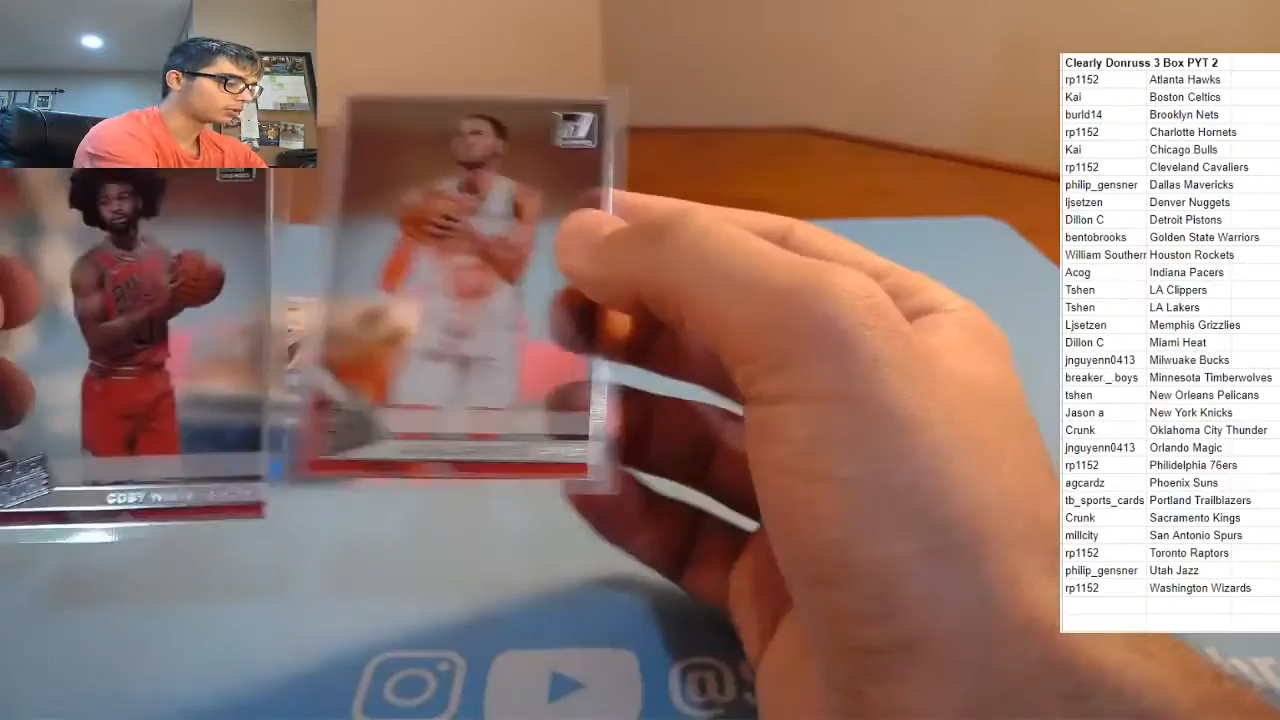 Clearly Donruss 3 Box PYT 2
rp1152 Atlanta Hawks
Kai Boston Celtics
burld14 Brooklyn Nets
rp1152 Charlotte Hornets
Kai Chicago Bulls
rp1152 Cleveland Cavaliers
philip_gensner Dallas Mavericks
ljsetzen Denver Nuggets
Dillon C Detroit Pistons
bentobrooks Golden State Warriors
William Southerr Houston Rockets
Acog Indiana Pacers
Tshen LA Clippers
Tshen LA Lakers
Ljsetzen Memphis Grizzlies
Dillon C Miami Heat
jnguyenn0413 Milwuake Bucks
breaker._.boys Minnesota Timberwolves
tshen New Orleans Pelicans
Jason a New York Knicks
Crunk Oklahoma City Thunder
jnguyenn0413 Orlando Magic
rp1152 Philidelphia 76ers
agcardz Phoenix Suns
tb_sports_cards Portland Trailblazers
Crunk Sacramento Kings
millcity San Antonio Spurs
rp1152 Toronto Raptors
philip_gensner Utah Jazz
rp1152 Washington Wizards
COBY